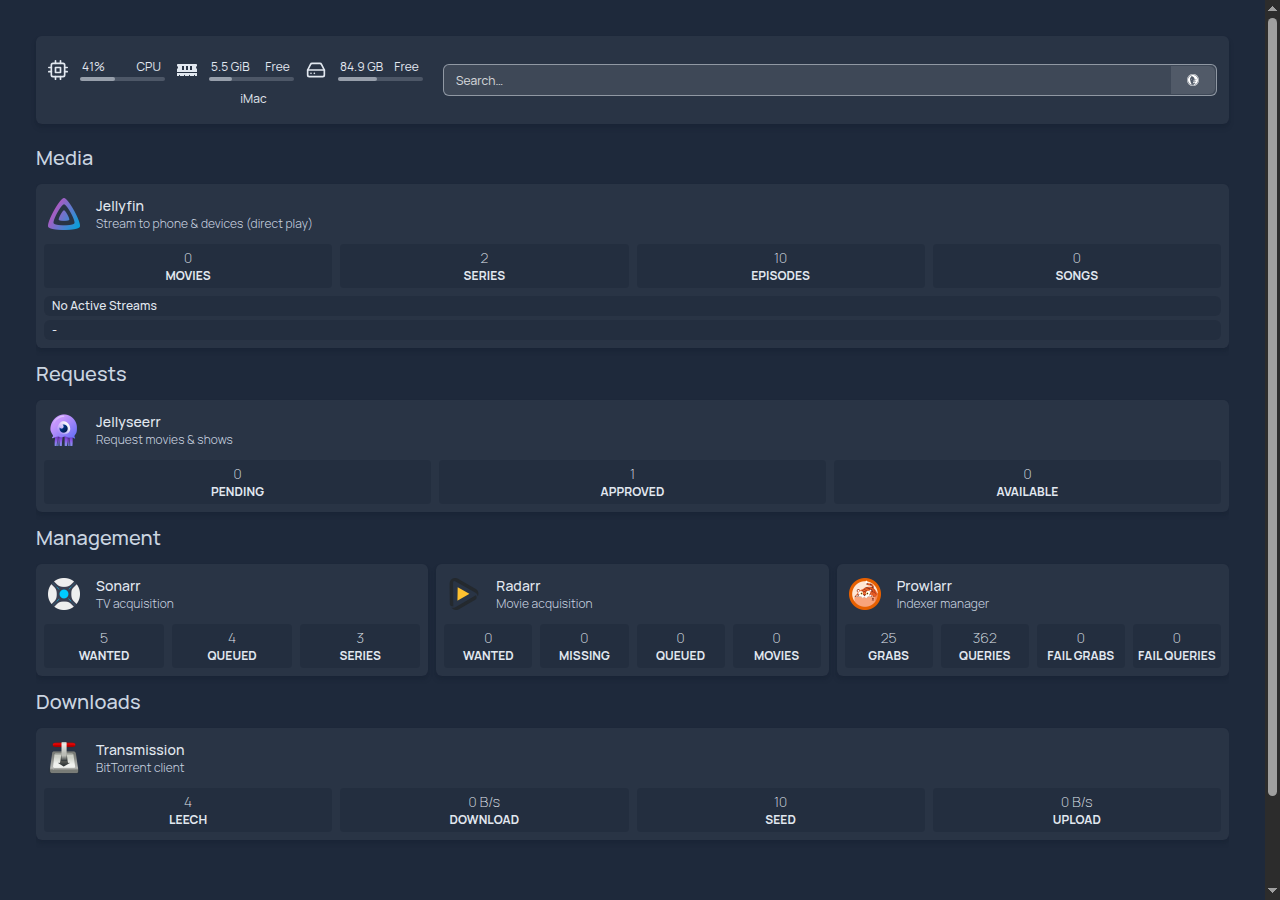 41% CPU 5.5 GiB Free 84.9 GB Free
Search…
iMac
Media
Jellyfin
Stream to phone & devices (direct play)
0 2 10 0
MOVIES SERIES EPISODES SONGS
No Active Streams
-
Requests
Jellyseerr
Request movies & shows
0 1 0
PENDING APPROVED AVAILABLE
Management
Sonarr Radarr Prowlarr
TV acquisition Movie acquisition Indexer manager
5 4 3 0 0 0 0 25 362 0 0
WANTED QUEUED SERIES WANTED MISSING QUEUED MOVIES GRABS QUERIES FAIL GRABS FAIL QUERIES
Downloads
Transmission
BitTorrent client
4 0 B/s 10 0 B/s
LEECH DOWNLOAD SEED UPLOAD